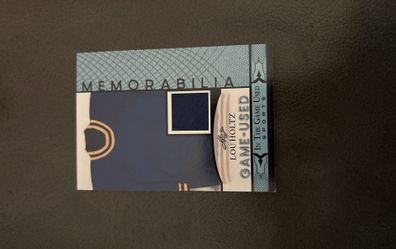 MEMORABILIA
LOU HOLTZ
GAME-USED
IN THE GAME USED
SPORTS